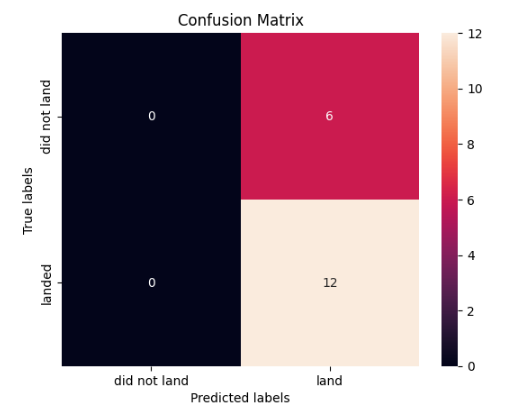 Confusion Matrix
True labels
did not land
0
6
landed
0
12
did not land
land
Predicted labels
12
10
8
6
4
2
0